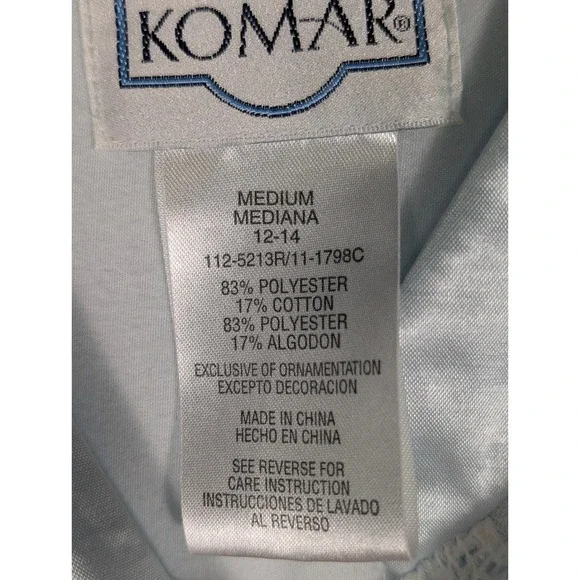 KOMAR®
MEDIUM
MEDIANA
12-14
112-5213R/11-1798C
83% POLYESTER
17% COTTON
83% POLYESTER
17% ALGODON
EXCLUSIVE OF ORNAMENTATION
EXCEPTO DECORACION
MADE IN CHINA
HECHO EN CHINA
SEE REVERSE FOR
CARE INSTRUCTION
INSTRUCCIONES DE LAVADO
AL REVERSO